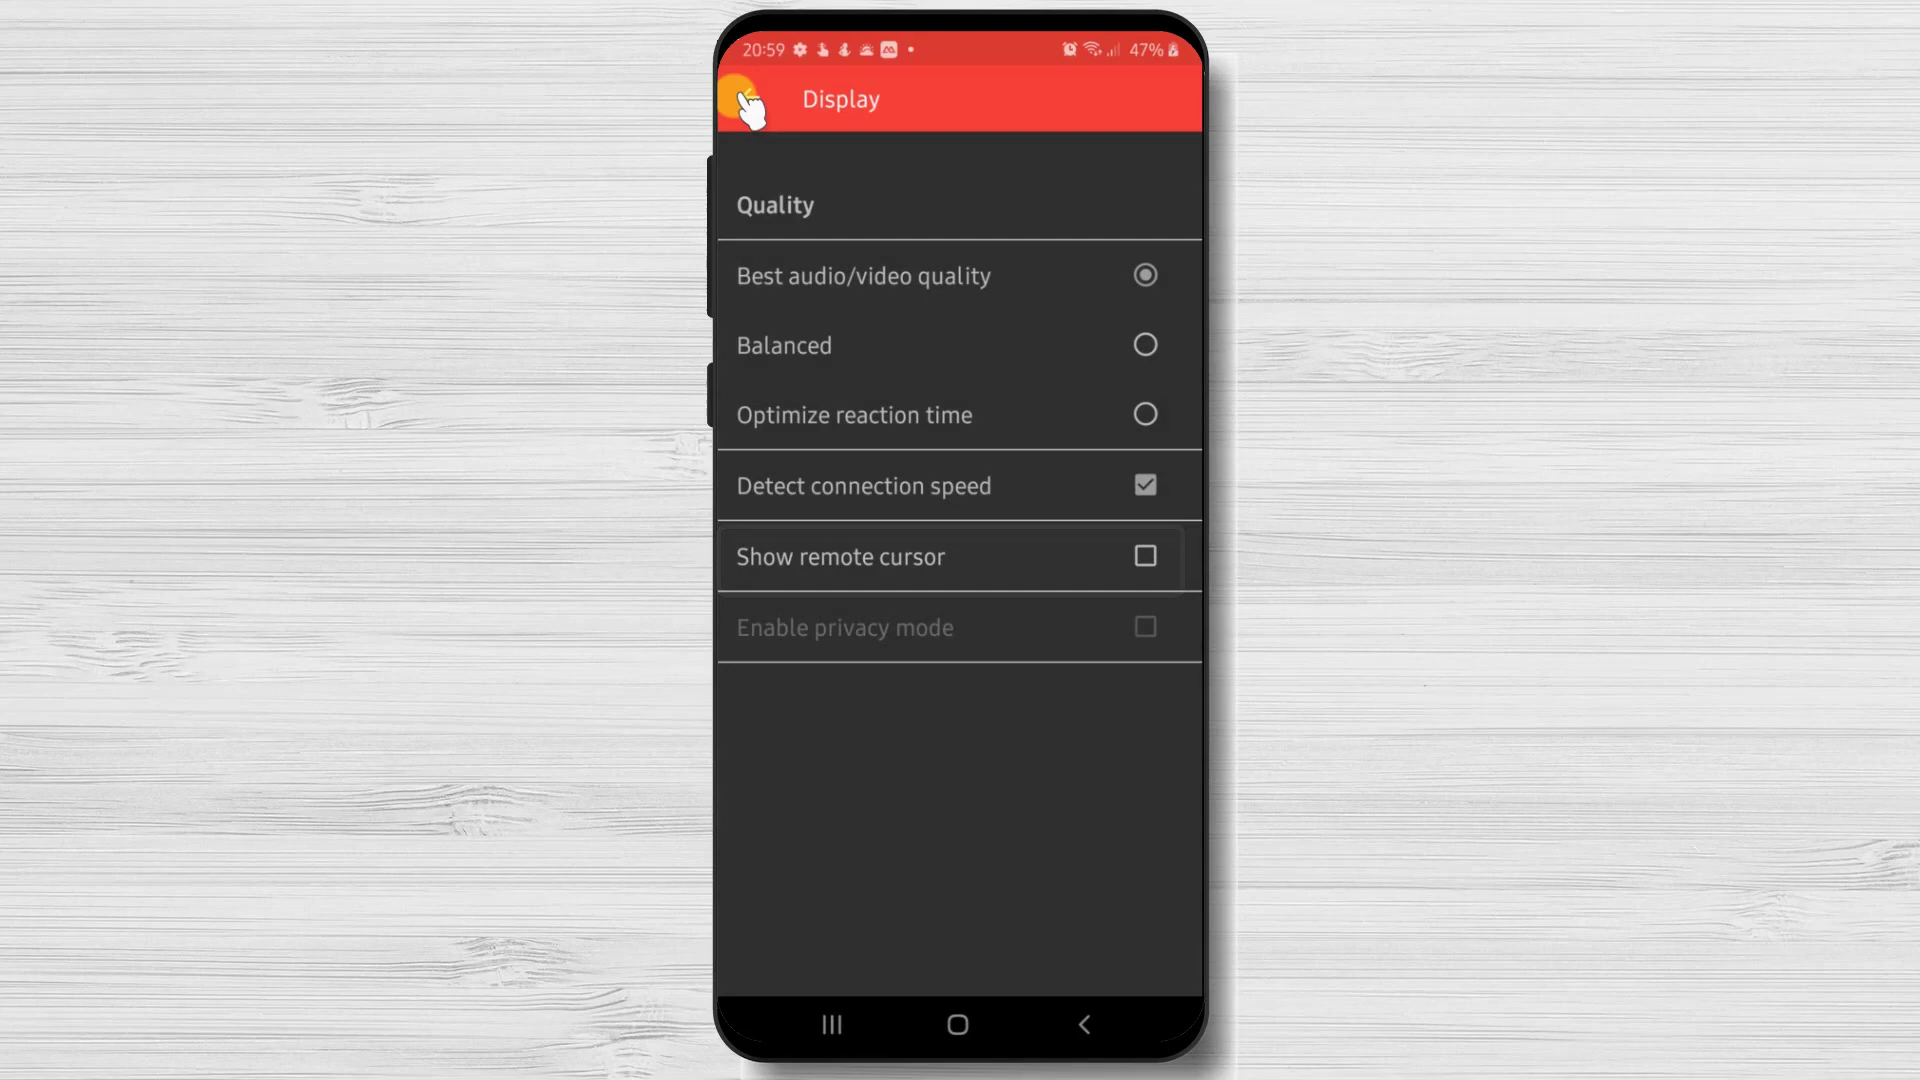 20:59 47%
Display
Quality
Best audio/video quality
Balanced
Optimize reaction time
Detect connection speed
Show remote cursor
Enable privacy mode